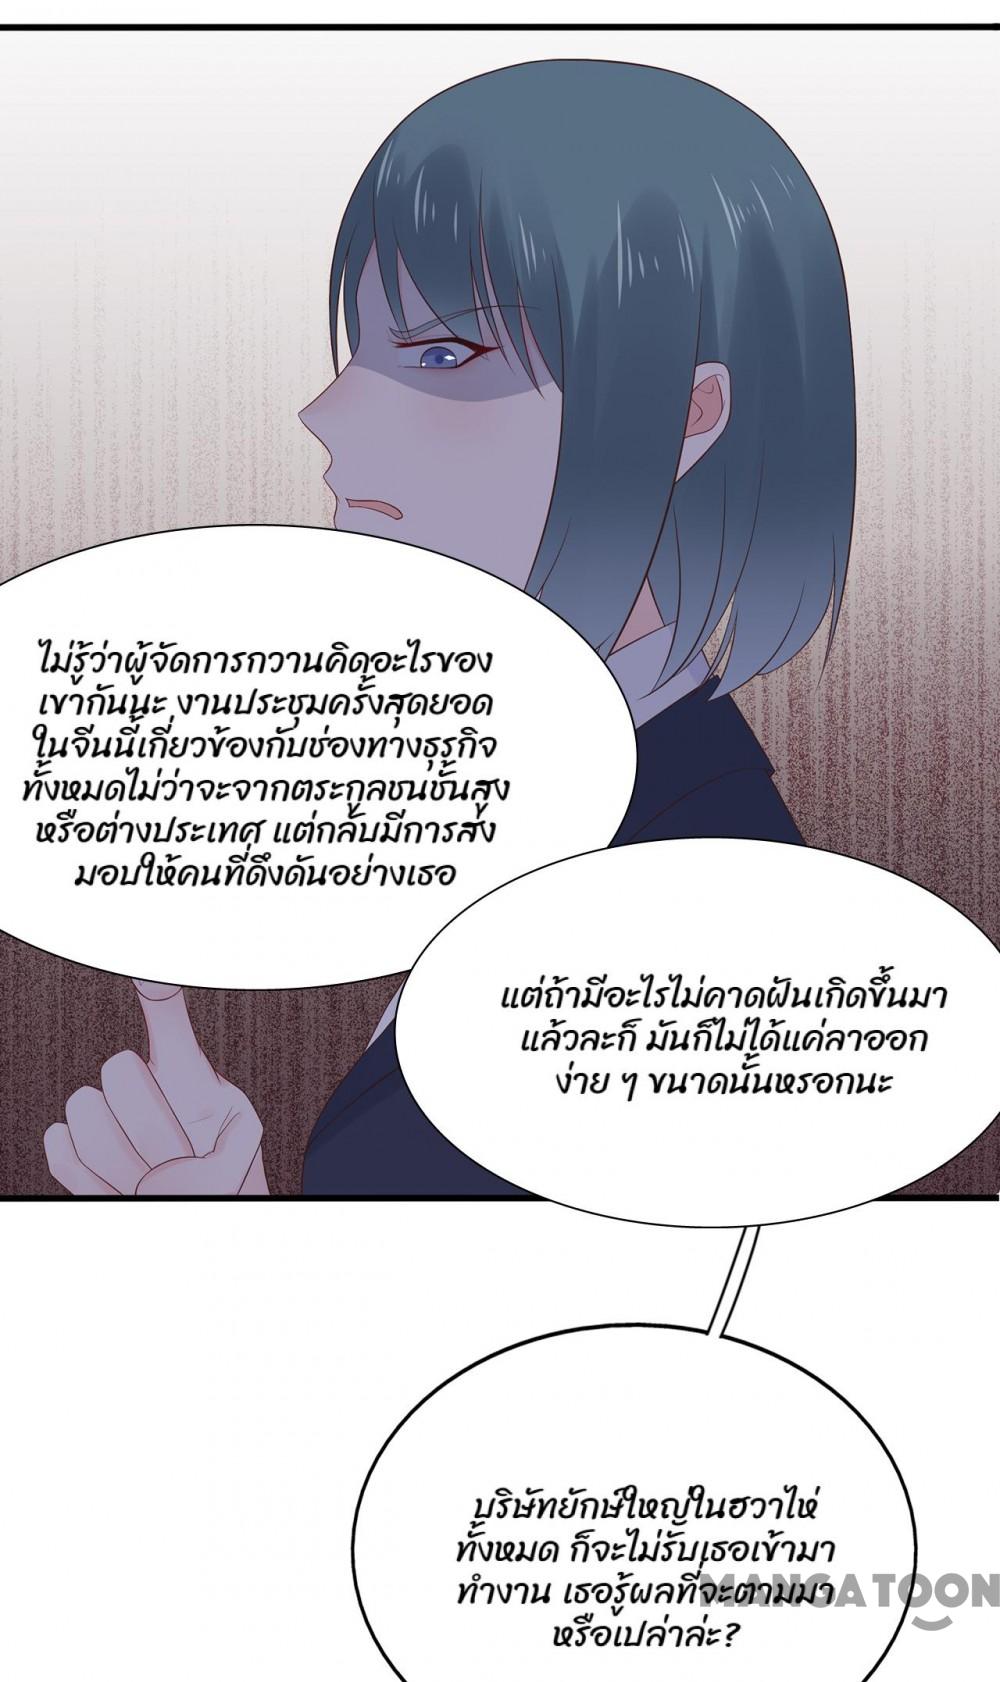 ไม่รู้ว่าผู้จัดการกวานคิดอะไรของ
เขากันนะ งานประชุมครั้งสุดยอด
ในจีนนี้เกี่ยวข้องกับช่องทางธุรกิจ
ทั้งหมดไม่ว่าจะจากตระกูลชนชั้นสูง
หรือต่างประเทศ แต่กลับมีการส่ง
มอบให้คนที่ดึงดันอย่างเธอ
แต่ถ้ามีอะไรไม่คาดฝันเกิดขึ้นมา
แล้วละก็ มันก็ไม่ได้แค่ลาออก
ง่าย ๆ ขนาดนั้นหรอกนะ
บริษัทยักษ์ใหญ่ในฮวาไห่
ทั้งหมด ก็จะไม่รับเธอเข้ามา
ทำงาน เธอรู้ผลที่จะตามมา
หรือเปล่าล่ะ?
MANGATOON